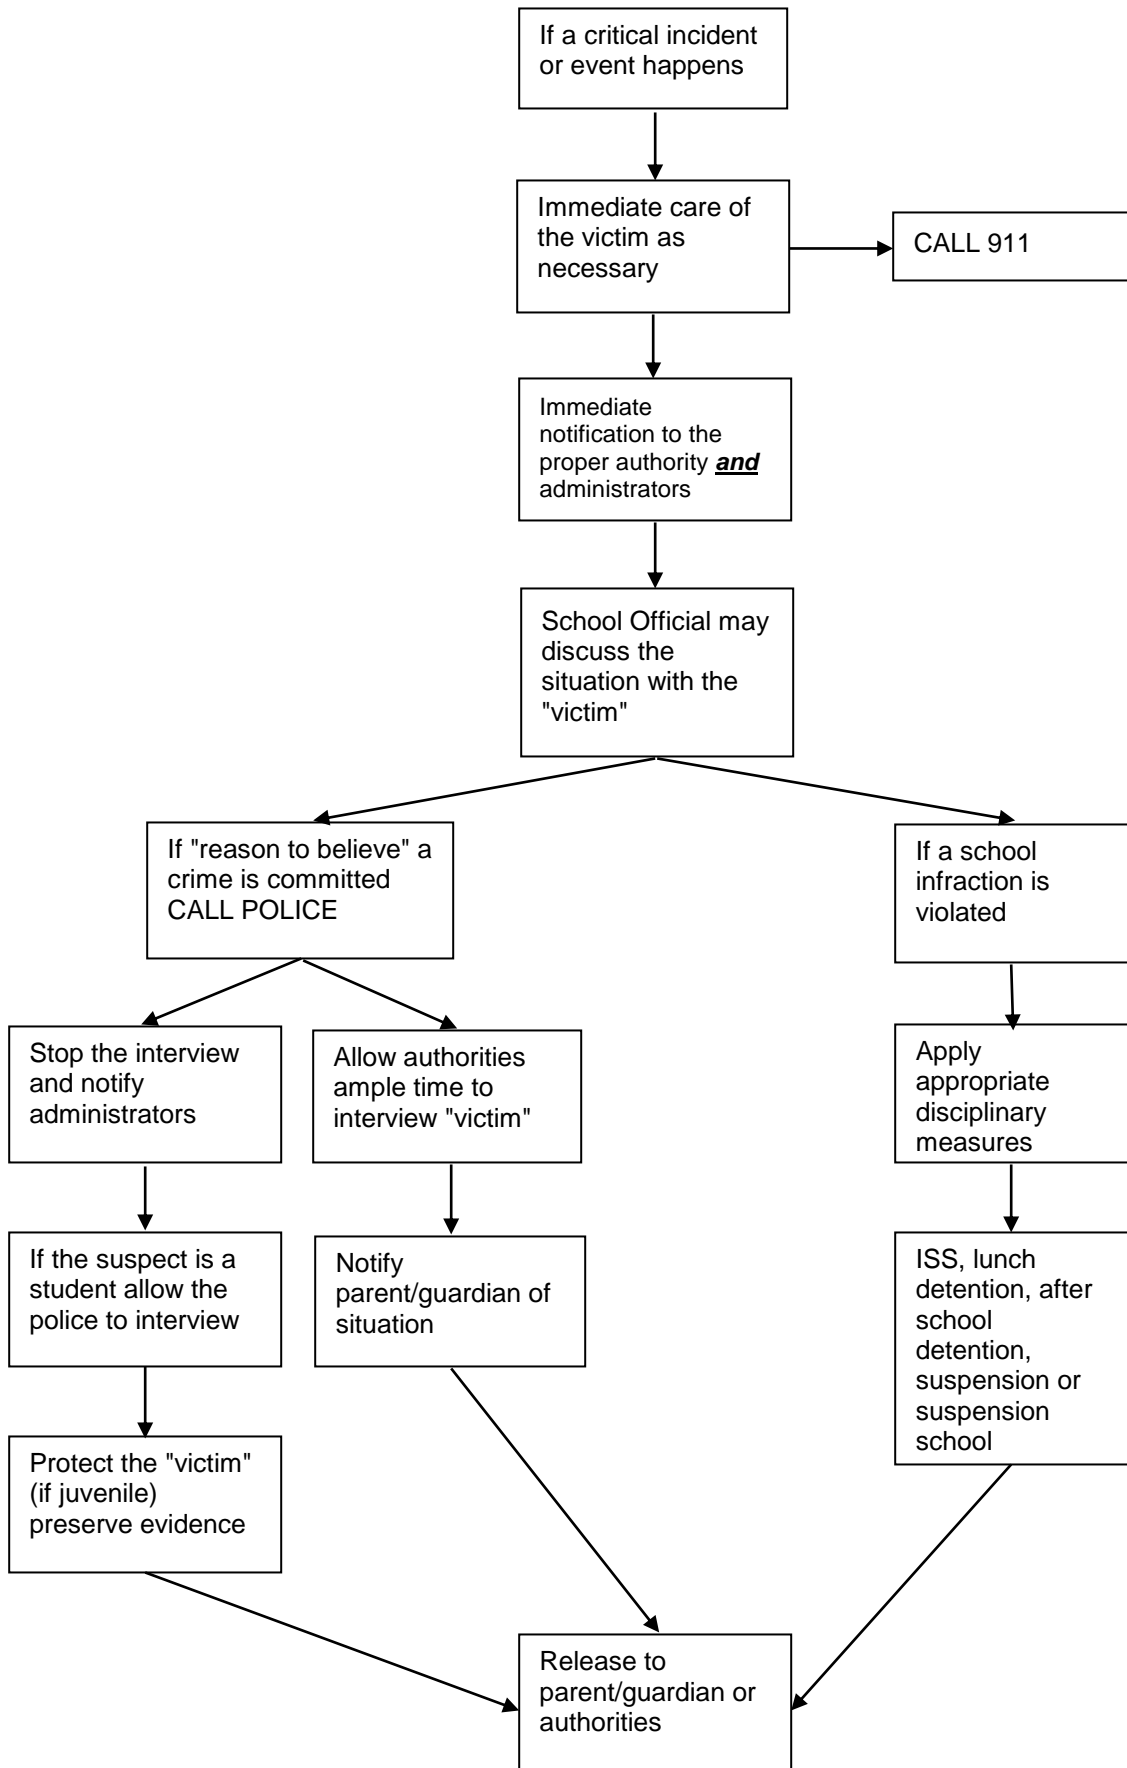 If a critical incident
or event happens
Immediate care of
the victim as
necessary
CALL 911
Immediate
notification to the
proper authority and
administrators
School Official may
discuss the
situation with the
"victim"
If "reason to believe" a
crime is committed
CALL POLICE
If a school
infraction is
violated
Stop the interview
and notify
administrators
Allow authorities
ample time to
interview "victim"
Apply
appropriate
disciplinary
measures
If the suspect is a
student allow the
police to interview
Notify
parent/guardian of
situation
ISS, lunch
detention, after
school
detention,
suspension or
suspension
school
Protect the "victim"
(if juvenile)
preserve evidence
Release to
parent/guardian or
authorities